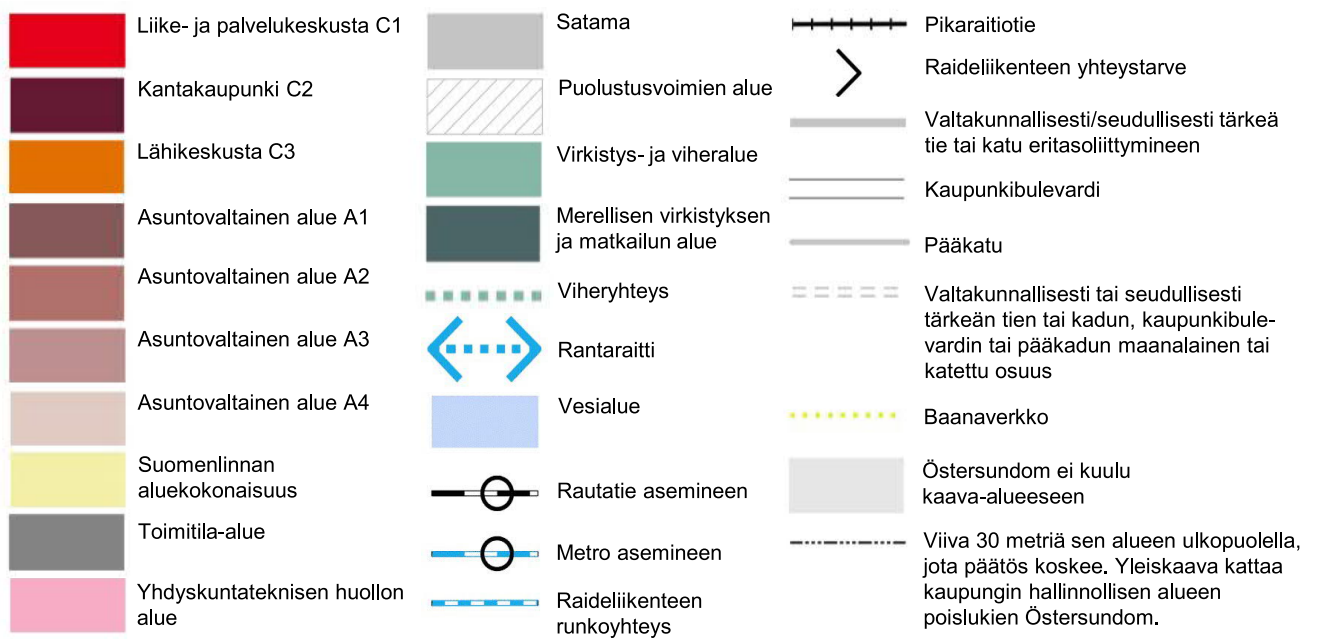 Liike- ja palvelukeskusta C1
Kantakaupunki C2
Lähikeskusta C3
Asuntovaltainen alue A1
Asuntovaltainen alue A2
Asuntovaltainen alue A3
Asuntovaltainen alue A4
Suomenlinnan
aluekokonaisuus
Toimitila-alue
Yhdyskuntateknisen huollon
alue
Satama
Puolustusvoimien alue
Virkistys- ja viheralue
Merellisen virkistyksen
ja matkailun alue
Viheryhteys
Rantaraitti
Vesialue
Rautatie asemineen
Metro asemineen
Raideliikenteen
runkoyhteys
Pikaraitiotie
Raideliikenteen yhteystarve
Valtakunnallisesti/seudullisesti tärkeä
tie tai katu eritasoliittymineen
Kaupunkibulevardi
Pääkatu
Valtakunnallisesti tai seudullisesti
tärkeän tien tai kadun, kaupunkibule-
vardin tai pääkadun maanalainen tai
katettu osuus
Baanaverkko
Östersundom ei kuulu
kaava-alueeseen
Viiva 30 metriä sen alueen ulkopuolella,
jota päätös koskee. Yleiskaava kattaa
kaupungin hallinnollisen alueen
poislukien Östersundom.